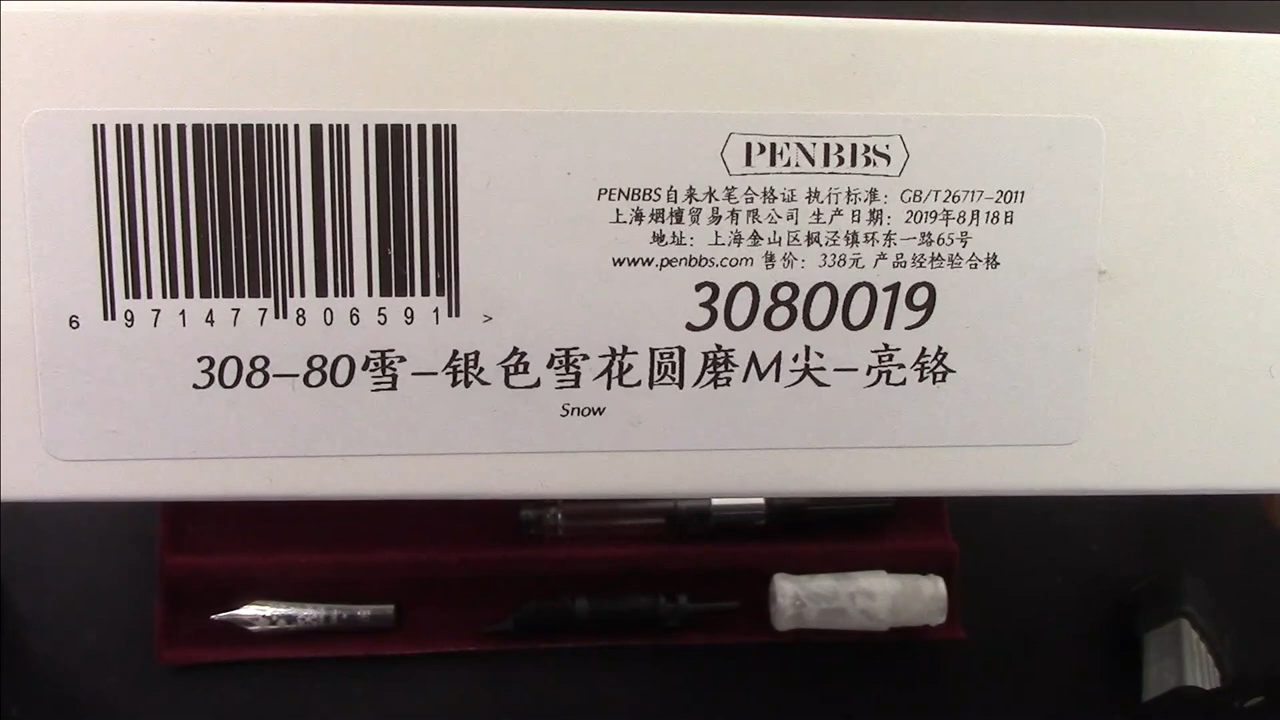 6 971477 806591 >
PENBBS
PENBBS自来水笔合格证 执行标准：GB/T26717-2011
上海烟檀贸易有限公司 生产日期：2019年8月18日
地址：上海金山区枫泾镇环东一路65号
www.penbbs.com 售价：338元 产品经检验合格
3080019
308-80雪-银色雪花圆磨M尖-亮铬
Snow